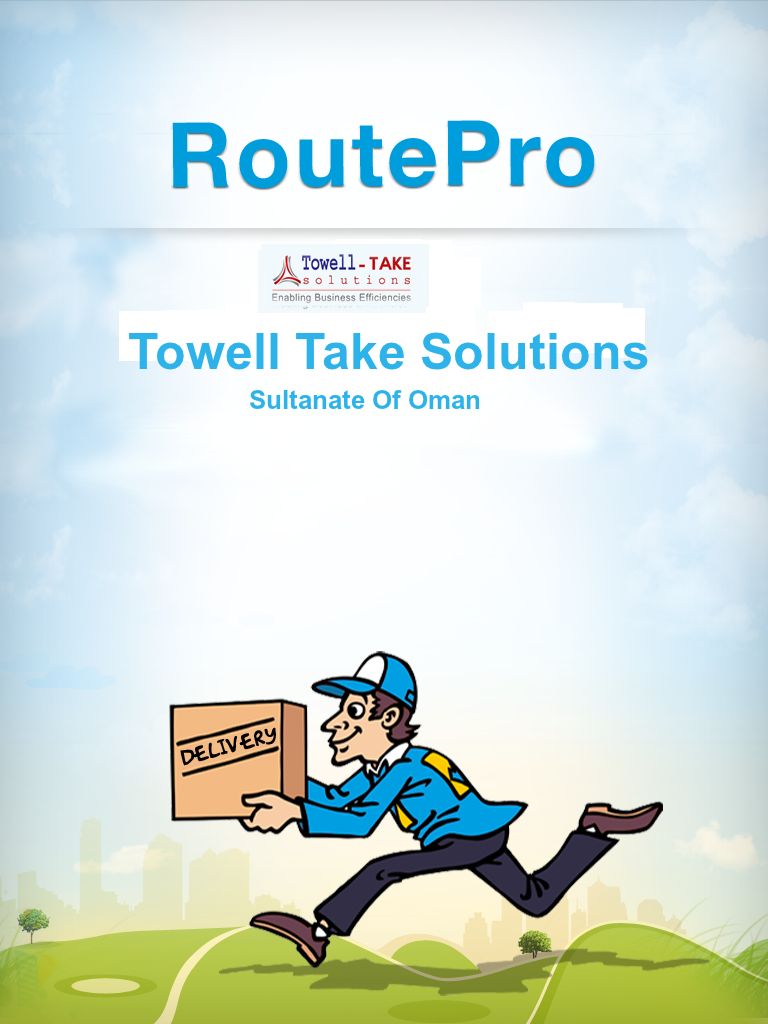 RoutePro
Towell - TAKE
solutions
Enabling Business Efficiencies
Towell Take Solutions
Sultanate Of Oman
DELIVERY